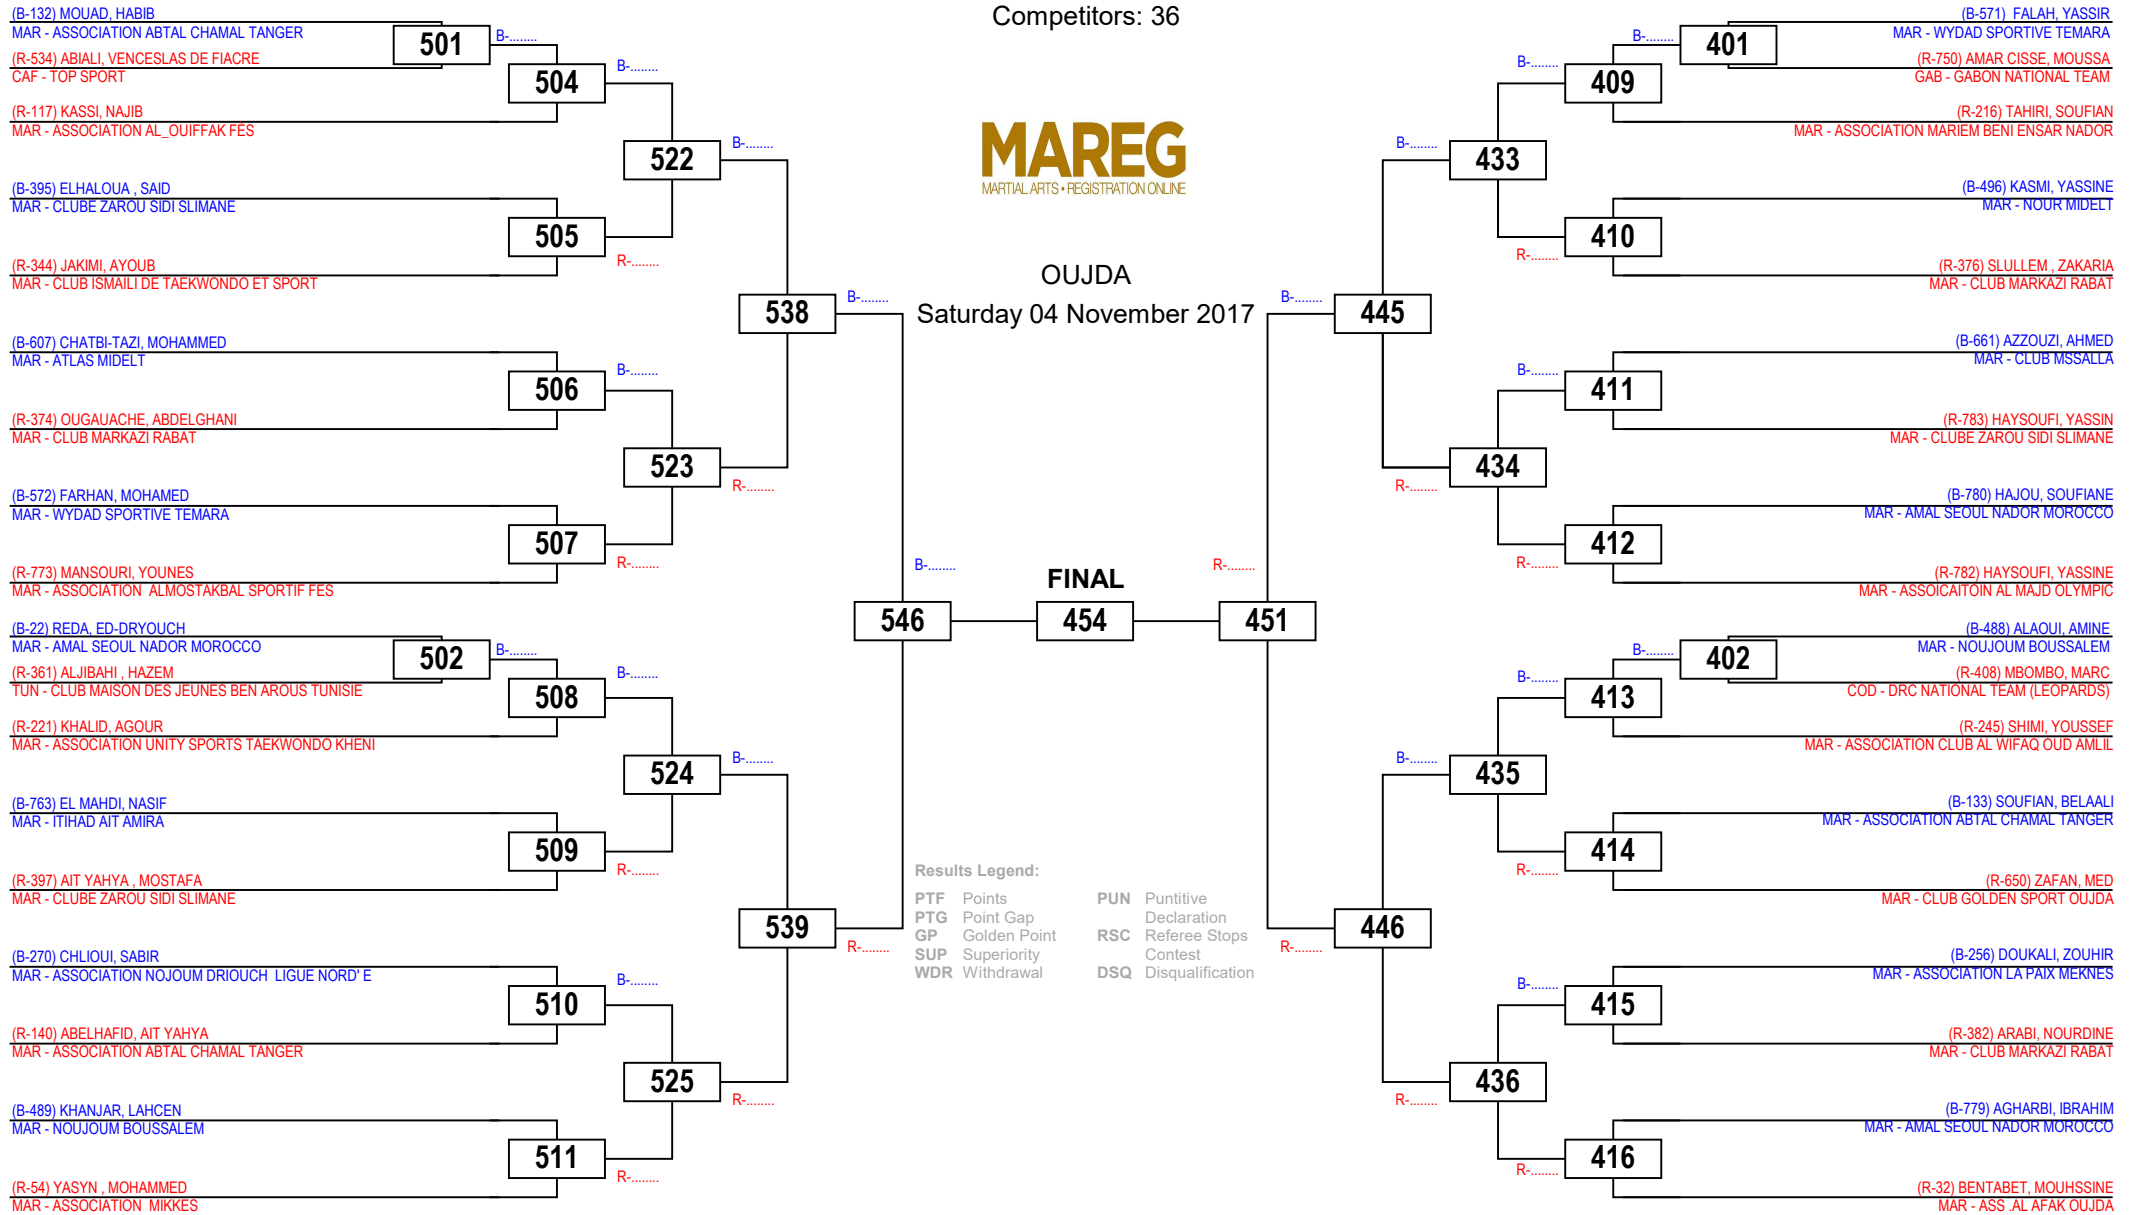 Competitors: 36
MAREG
MARTIAL ARTS • REGISTRATION ONLINE
OUJDA
Saturday 04 November 2017
(B-132) MOUAD, HABIB
MAR - ASSOCIATION ABTAL CHAMAL TANGER
501
B-........
(R-534) ABIALI, VENCESLAS DE FIACRE
CAF - TOP SPORT
504
B-........
(R-117) KASSI, NAJIB
MAR - ASSOCIATION AL_OUIFFAK FÈS
522
B-........
(B-395) ELHALOUA , SAID
MAR - CLUBE ZAROU SIDI SLIMANE
505
R-........
(R-344) JAKIMI, AYOUB
MAR - CLUB ISMAILI DE TAEKWONDO ET SPORT
538
B-........
(B-607) CHATBI-TAZI, MOHAMMED
MAR - ATLAS MIDELT
506
B-........
(R-374) OUGAUACHE, ABDELGHANI
MAR - CLUB MARKAZI RABAT
523
R-........
(B-572) FARHAN, MOHAMED
MAR - WYDAD SPORTIVE TEMARA
507
R-........
(R-773) MANSOURI, YOUNES
MAR - ASSOCIATION  ALMOSTAKBAL SPORTIF FES
B-........
546
(B-22) REDA, ED-DRYOUCH
MAR - AMAL SEOUL NADOR MOROCCO
502
B-........
(R-361) ALJIBAHI , HAZEM
TUN - CLUB MAISON DES JEUNES BEN AROUS TUNISIE
508
B-........
(R-221) KHALID, AGOUR
MAR - ASSOCIATION UNITY SPORTS TAEKWONDO KHENI
524
B-........
(B-763) EL MAHDI, NASIF
MAR - ITIHAD AIT AMIRA
509
R-........
(R-397) AIT YAHYA , MOSTAFA
MAR - CLUBE ZAROU SIDI SLIMANE
539
R-........
(B-270) CHLIOUI, SABIR
MAR - ASSOCIATION NOJOUM DRIOUCH  LIGUE NORD' E
510
B-........
(R-140) ABELHAFID, AIT YAHYA
MAR - ASSOCIATION ABTAL CHAMAL TANGER
525
R-........
(B-489) KHANJAR, LAHCEN
MAR - NOUJOUM BOUSSALEM
511
R-........
(R-54) YASYN , MOHAMMED
MAR - ASSOCIATION  MIKKES
FINAL
454
Results Legend:
PTF Points
PTG Point Gap
GP Golden Point
SUP Superiority
WDR Withdrawal
PUN Puntitive
Declaration
RSC Referee Stops
Contest
DSQ Disqualification
(B-571)  FALAH, YASSIR
MAR - WYDAD SPORTIVE TEMARA
B-........
401
(R-750) AMAR CISSE, MOUSSA
GAB - GABON NATIONAL TEAM
B-........
409
(R-216) TAHIRI, SOUFIAN
MAR - ASSOCIATION MARIEM BENI ENSAR NADOR
B-........
433
(B-496) KASMI, YASSINE
MAR - NOUR MIDELT
R-........
410
(R-376) SLULLEM , ZAKARIA
MAR - CLUB MARKAZI RABAT
B-........
445
(B-661) AZZOUZI, AHMED
MAR - CLUB MSSALLA
B-........
411
(R-783) HAYSOUFI, YASSIN
MAR - CLUBE ZAROU SIDI SLIMANE
R-........
434
(B-780) HAJOU, SOUFIANE
MAR - AMAL SEOUL NADOR MOROCCO
R-........
412
(R-782) HAYSOUFI, YASSINE
MAR - ASSOICAITOIN AL MAJD OLYMPIC
R-........
451
(B-488) ALAOUI, AMINE
MAR - NOUJOUM BOUSSALEM
B-........
402
(R-408) MBOMBO, MARC
COD - DRC NATIONAL TEAM (LEOPARDS)
B-........
413
(R-245) SHIMI, YOUSSEF
MAR - ASSOCIATION CLUB AL WIFAQ OUD AMLIL
B-........
435
(B-133) SOUFIAN, BELAALI
MAR - ASSOCIATION ABTAL CHAMAL TANGER
R-........
414
(R-650) ZAFAN, MED
MAR - CLUB GOLDEN SPORT OUJDA
R-........
446
(B-256) DOUKALI, ZOUHIR
MAR - ASSOCIATION LA PAIX MEKNES
B-........
415
(R-382) ARABI, NOURDINE
MAR - CLUB MARKAZI RABAT
R-........
436
(B-779) AGHARBI, IBRAHIM
MAR - AMAL SEOUL NADOR MOROCCO
R-........
416
(R-32) BENTABET, MOUHSSINE
MAR - ASS .AL AFAK OUJDA